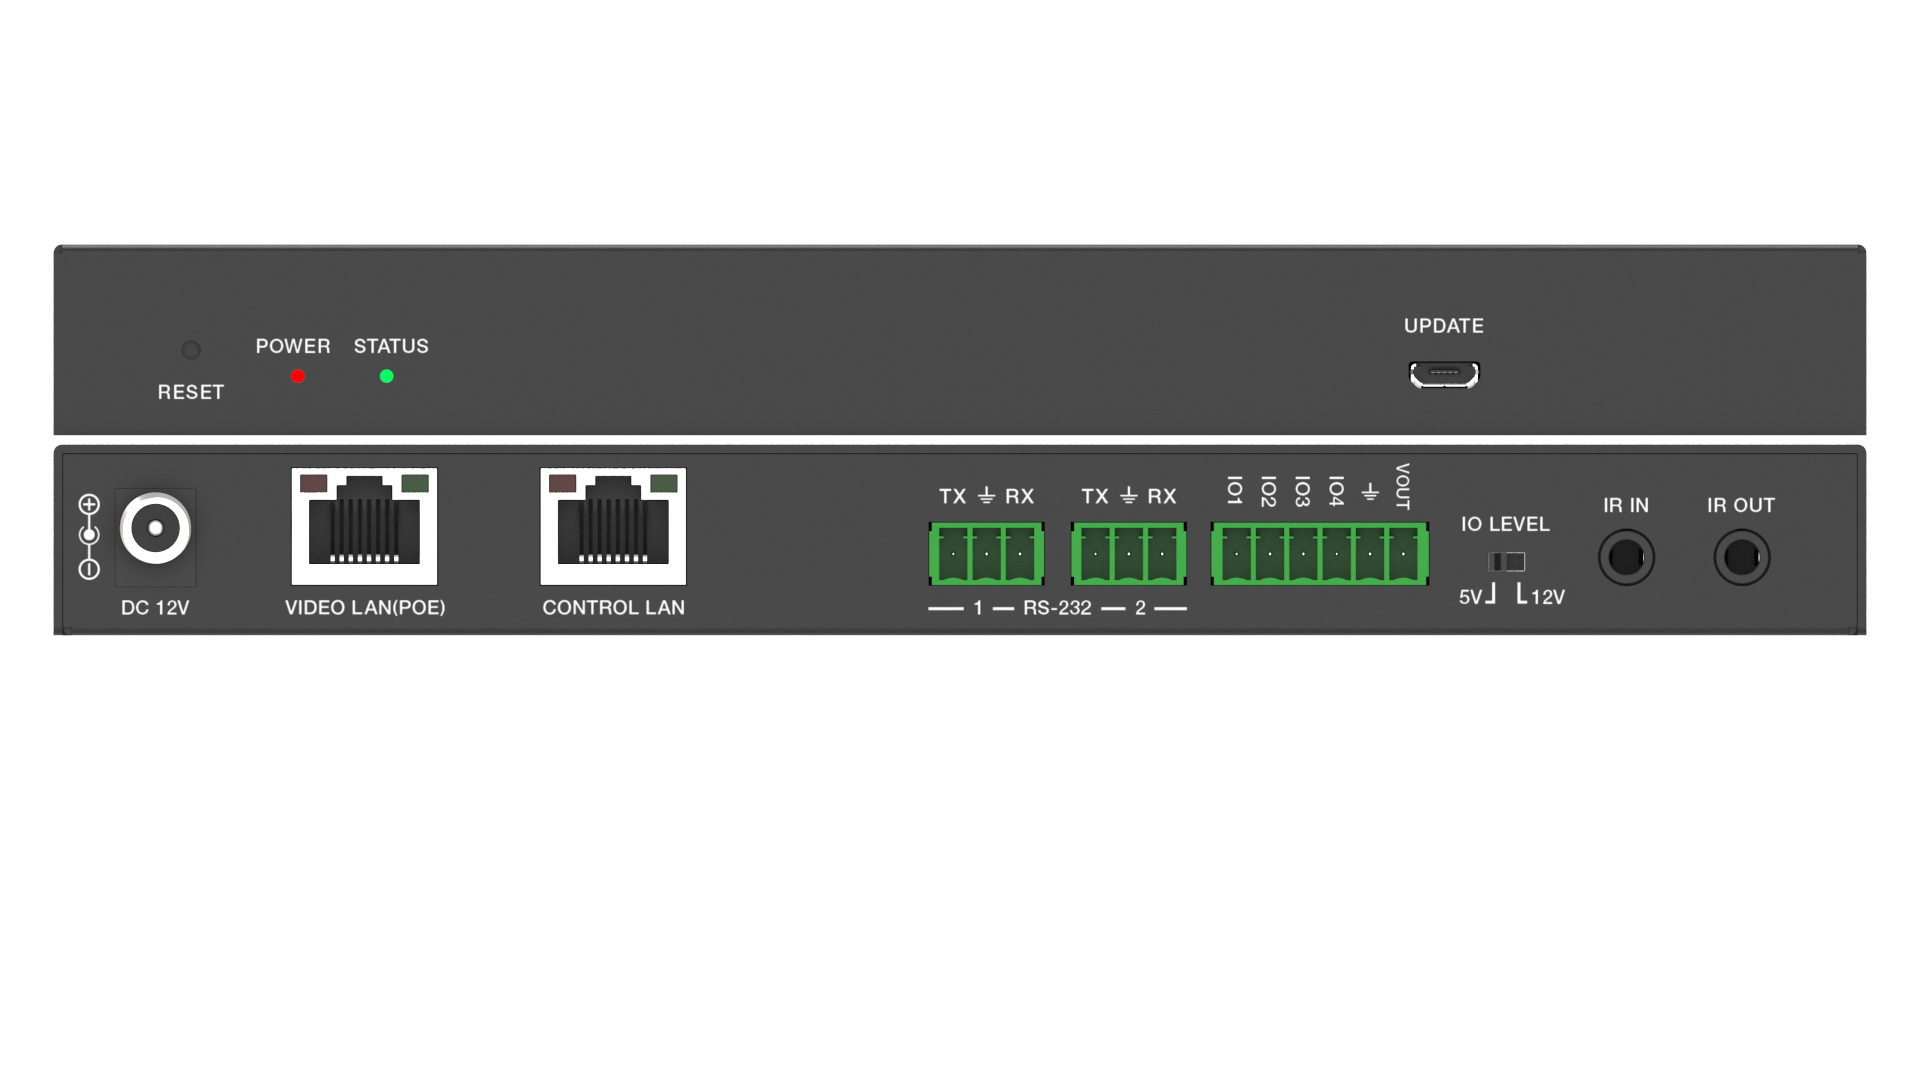 UPDATE
POWER STATUS
RESET
IO1 IO2 IO3 IO4 VOUT
TX RX TX RX
IR IN IR OUT
IO LEVEL
5V 12V
DC 12V VIDEO LAN(POE) CONTROL LAN 1 RS-232 2